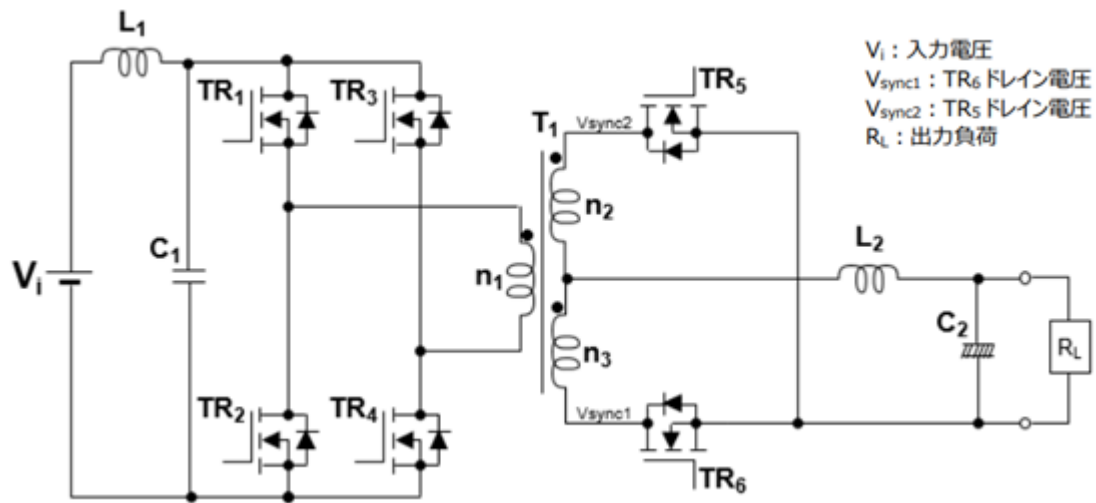 L1
Vi:入力電圧
Vsync1:TR6ドレイン電圧
Vsync2:TR5ドレイン電圧
RL:出力負荷
TR1
TR3
TR5
T1
Vsync2
n2
C1
L2
Vi
n1
C2
RL
n3
TR2
TR4
Vsync1
TR6